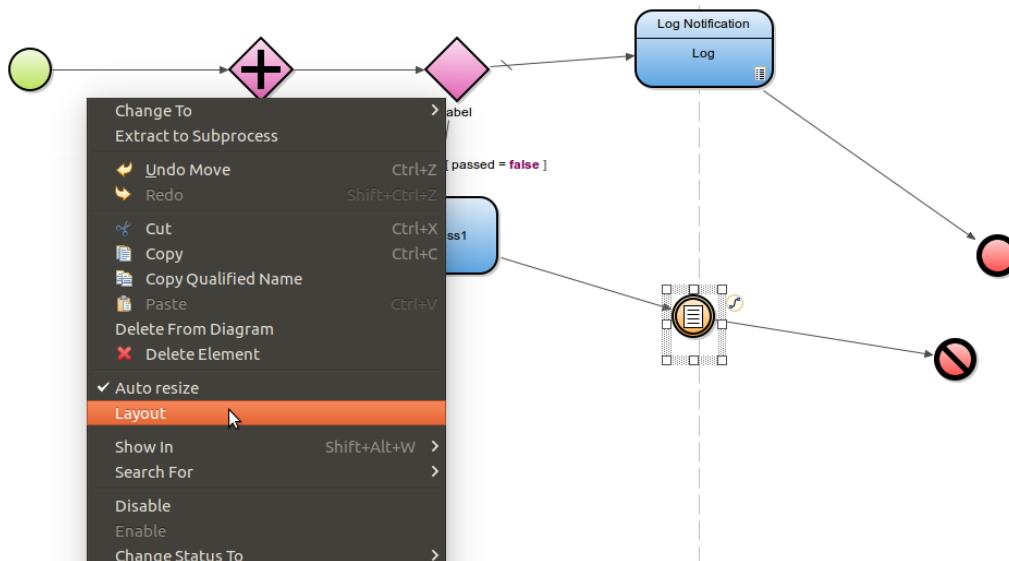 Log Notification
Log
abel
[ passed = false ]
ss1
Change To
Extract to Subprocess
Undo Move Ctrl+Z
Redo Shift+Ctrl+Z
Cut Ctrl+X
Copy Ctrl+C
Copy Qualified Name
Paste Ctrl+V
Delete From Diagram
Delete Element
Auto resize
Layout
Show In Shift+Alt+W
Search For
Disable
Enable
Change Status To